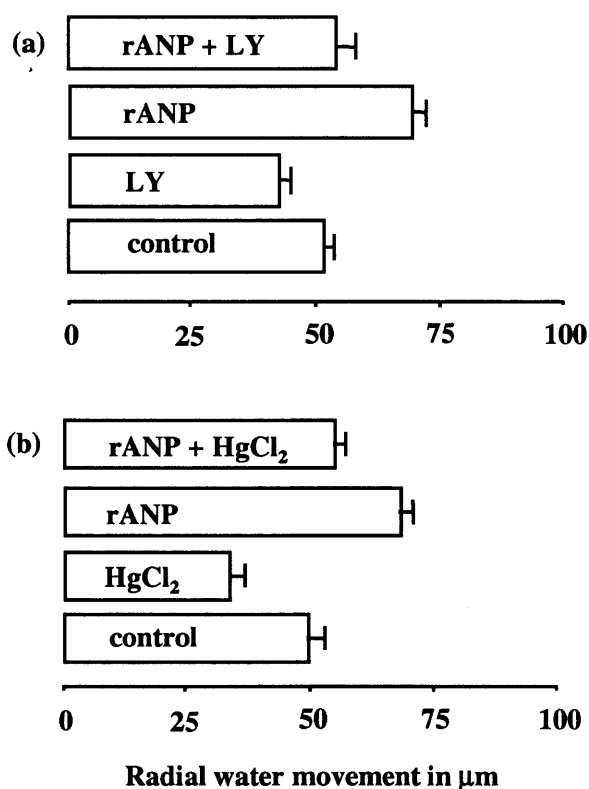 (a)
rANP + LY
rANP
LY
control
0 25 50 75 100
(b)
rANP + HgCl₂
rANP
HgCl₂
control
0 25 50 75 100
Radial water movement in µm